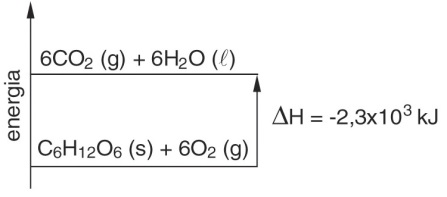 energia
6CO₂ (g) + 6H₂O (ℓ)
ΔH = -2,3x10³ kJ
C₆H₁₂O₆ (s) + 6O₂ (g)